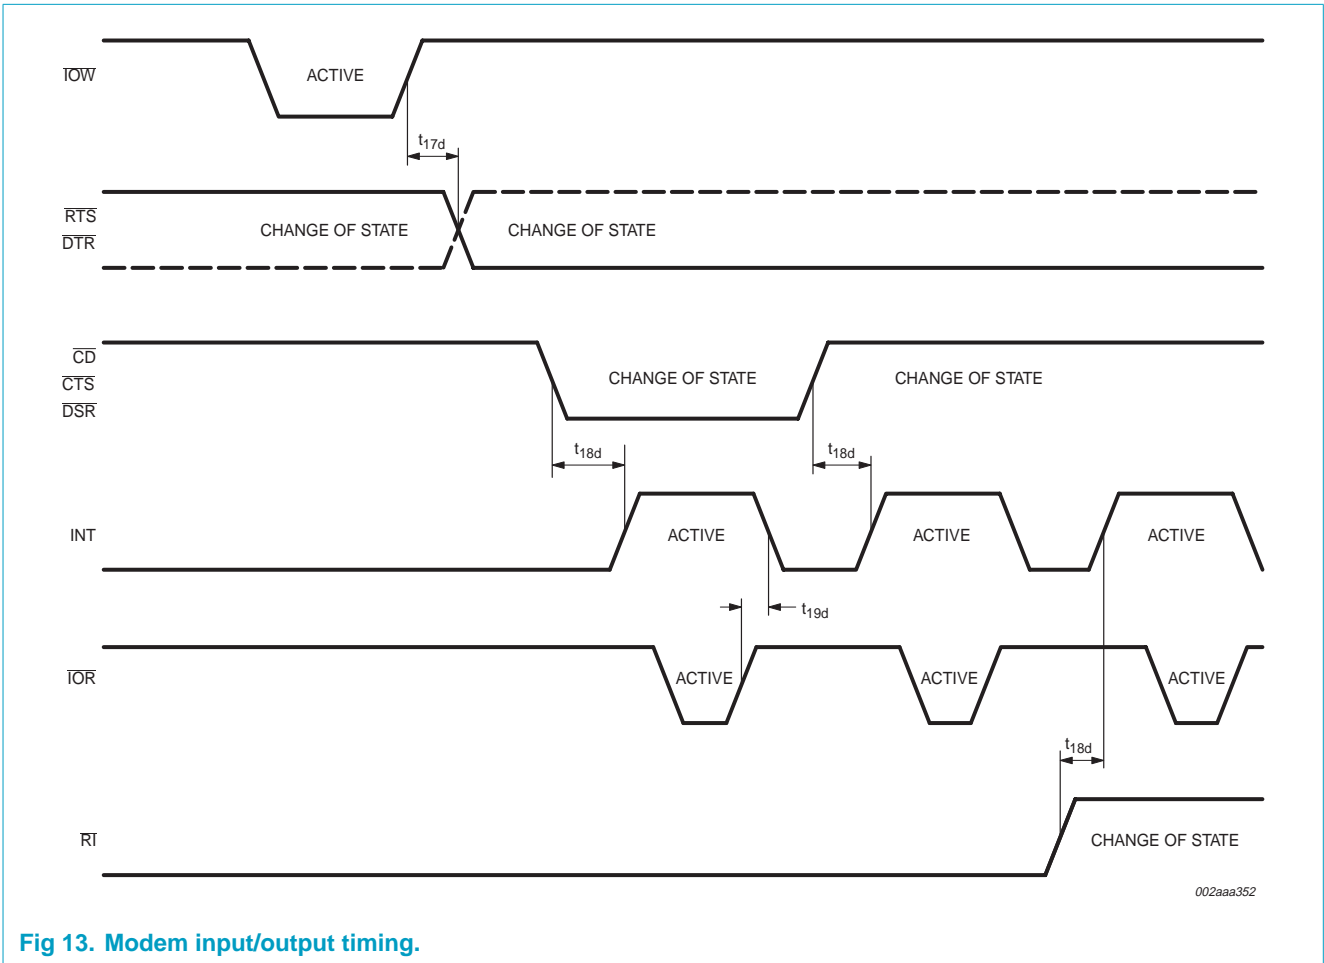 IOW
ACTIVE
t17d
RTS
DTR
CHANGE OF STATE
CHANGE OF STATE
CD
CTS
DSR
CHANGE OF STATE
CHANGE OF STATE
t18d
t18d
INT
ACTIVE
ACTIVE
ACTIVE
t19d
IOR
ACTIVE
ACTIVE
ACTIVE
t18d
RI
CHANGE OF STATE
002aaa352
Fig 13. Modem input/output timing.